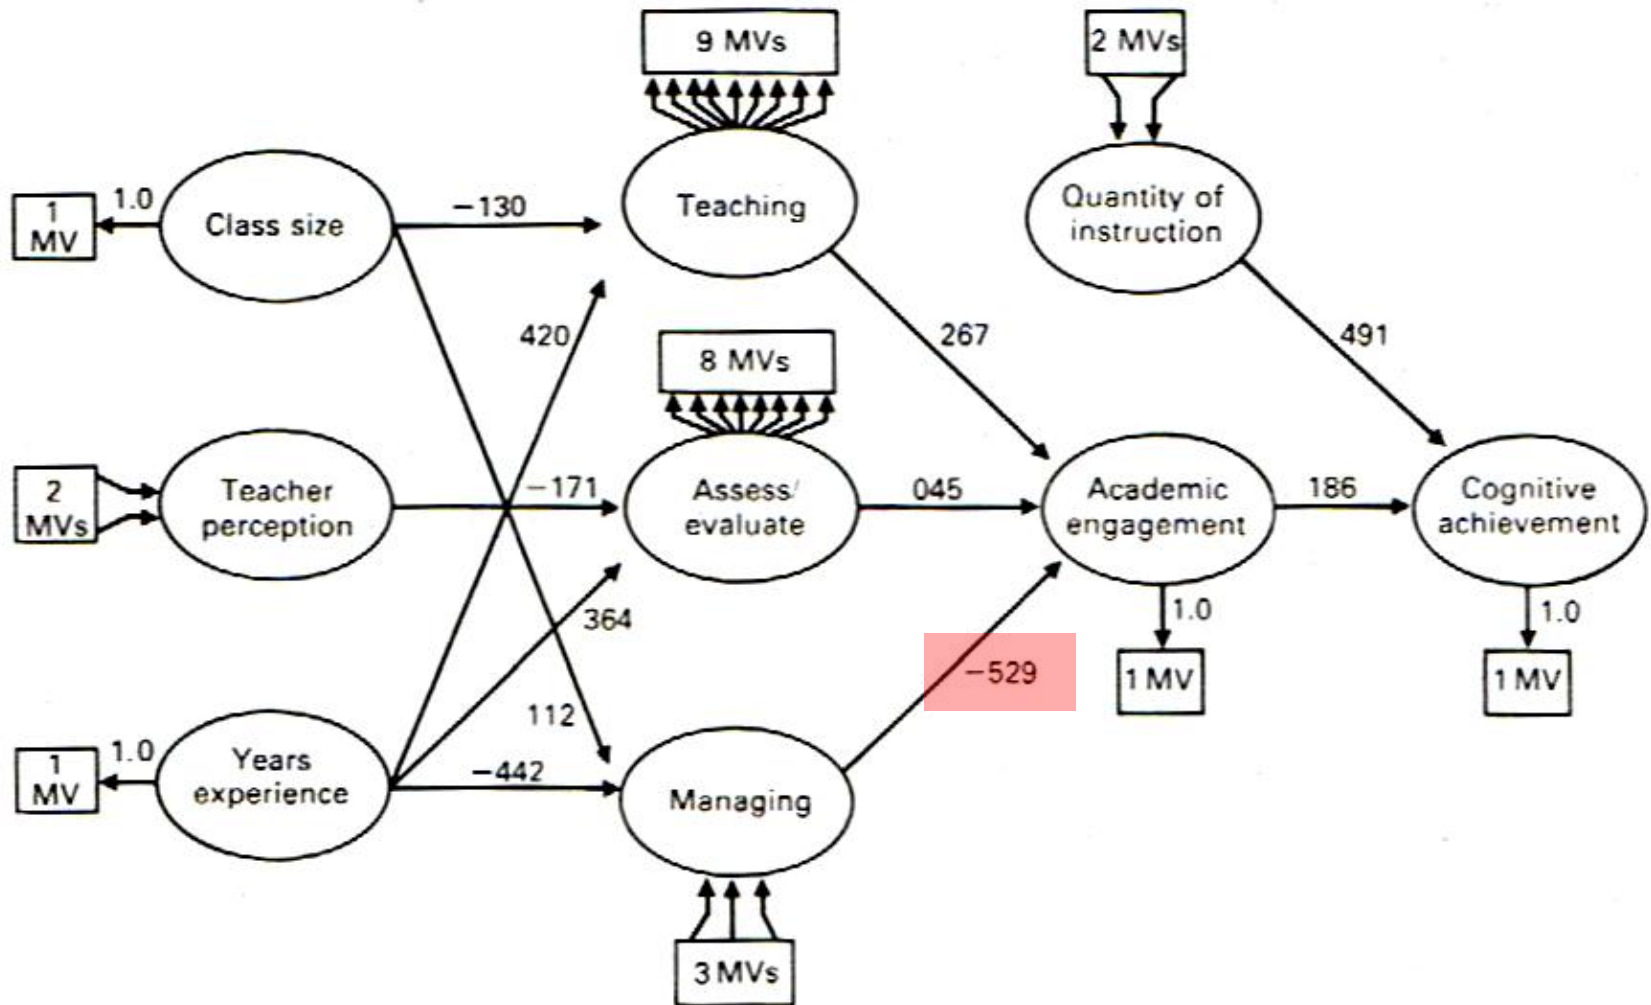 9 MVs
2 MVs
1
MV
1.0
Class size
−130
Teaching
Quantity of
instruction
420
267
491
8 MVs
2
MVs
Teacher
perception
−171
Assess/
evaluate
045
Academic
engagement
186
Cognitive
achievement
364
1.0
1.0
−529
1 MV
1 MV
112
1
MV
1.0
Years
experience
−442
Managing
3 MVs